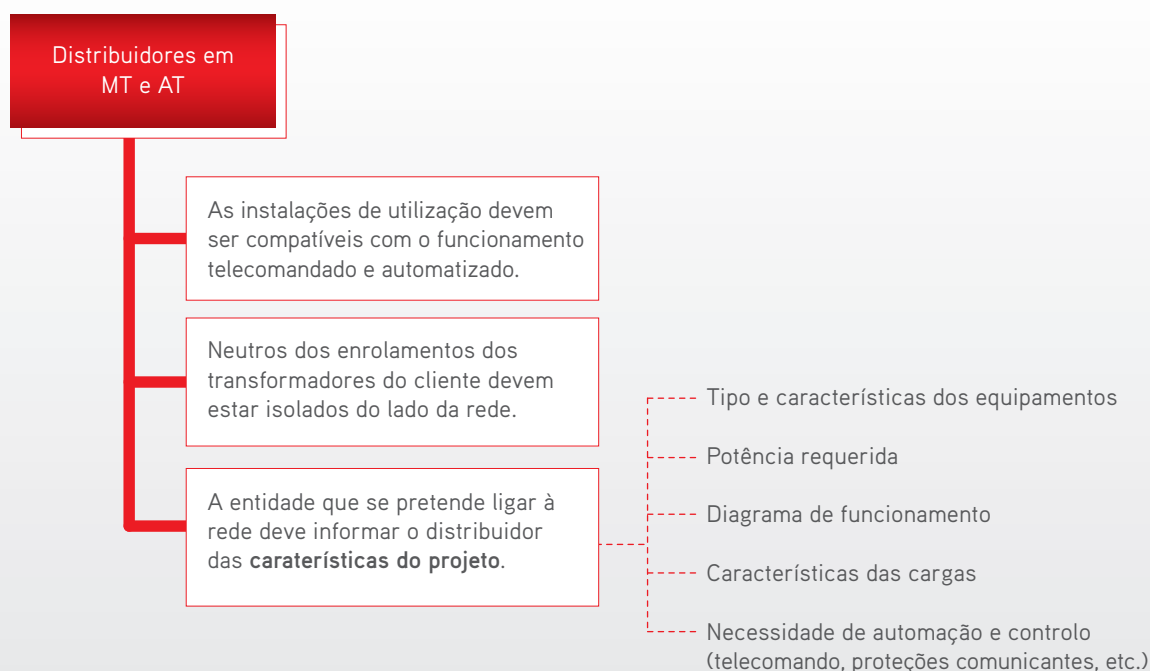 Distribuidores em
MT e AT
As instalações de utilização devem
ser compatíveis com o funcionamento
telecomandado e automatizado.
Neutros dos enrolamentos dos
transformadores do cliente devem
estar isolados do lado da rede.
A entidade que se pretende ligar à
rede deve informar o distribuidor
das caraterísticas do projeto.
Tipo e características dos equipamentos
Potência requerida
Diagrama de funcionamento
Características das cargas
Necessidade de automação e controlo
(telecomando, proteções comunicantes, etc.)